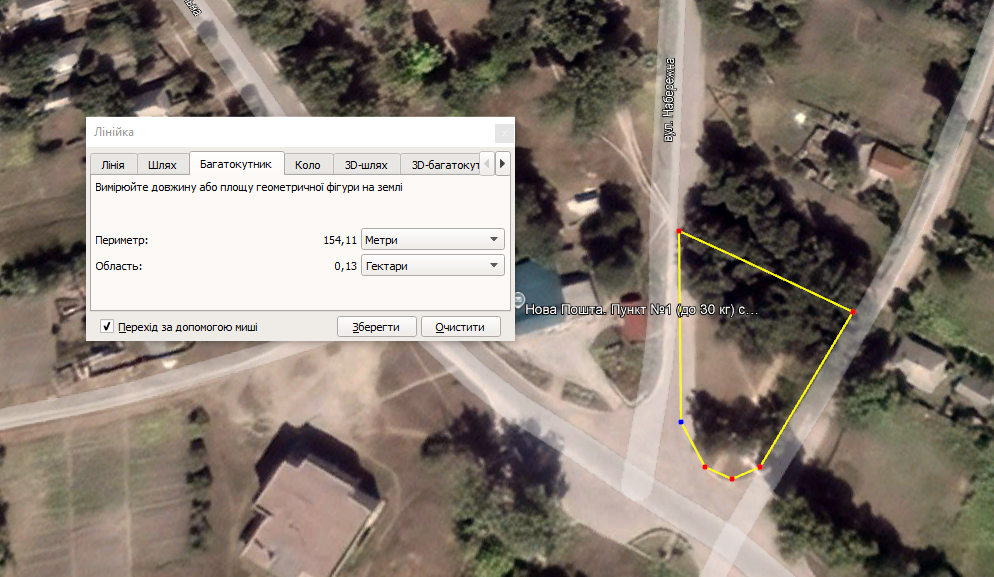 вул. Набережна
Лінійка
Лінія Шлях Багатокутник Коло 3D-шлях 3D-багатокут
Виміряйте довжину або площу геометричної фігури на землі
Периметр: 154,11 Метри
Область: 0,13 Гектари
Перехід за допомогою миші Зберегти Очистити
Нова Пошта. Пункт №1 (до 30 кг) с…